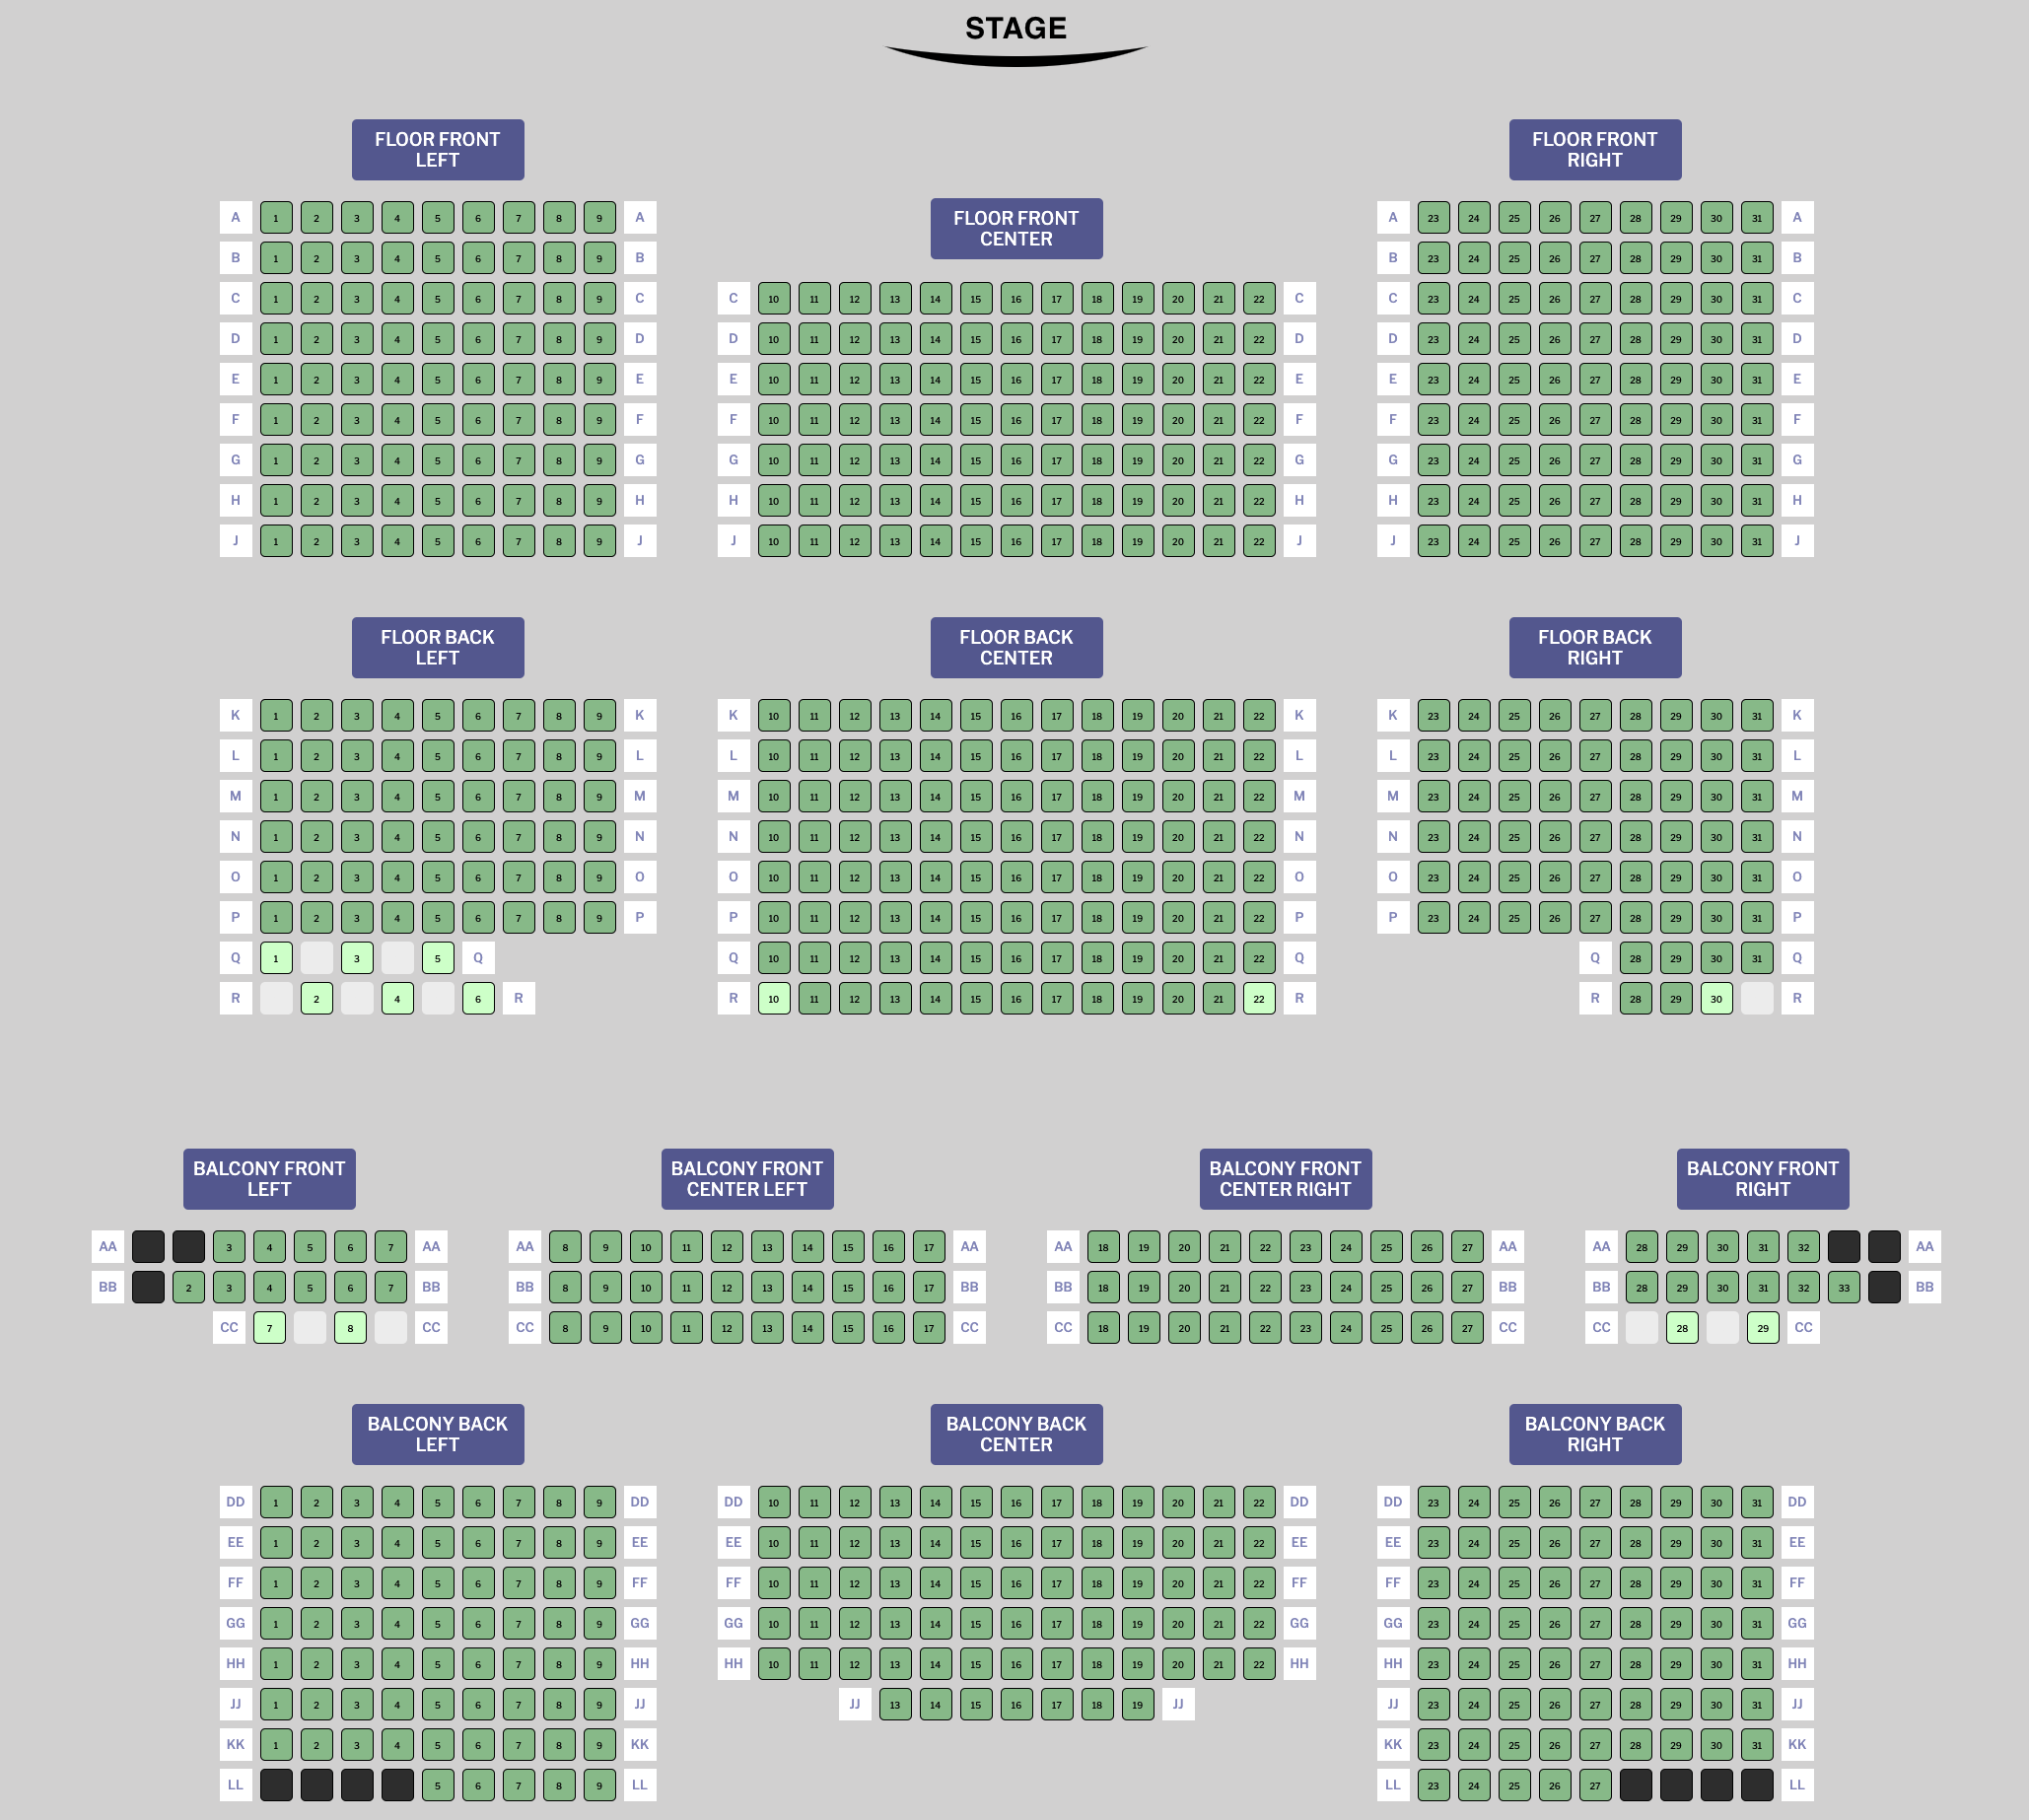 STAGE
FLOOR FRONT
LEFT
FLOOR FRONT
RIGHT
FLOOR FRONT
CENTER
A 1 2 3 4 5 6 7 8 9 A A 23 24 25 26 27 28 29 30 31 A
B 1 2 3 4 5 6 7 8 9 B B 23 24 25 26 27 28 29 30 31 B
C 1 2 3 4 5 6 7 8 9 C C 10 11 12 13 14 15 16 17 18 19 20 21 22 C C 23 24 25 26 27 28 29 30 31 C
D 1 2 3 4 5 6 7 8 9 D D 10 11 12 13 14 15 16 17 18 19 20 21 22 D D 23 24 25 26 27 28 29 30 31 D
E 1 2 3 4 5 6 7 8 9 E E 10 11 12 13 14 15 16 17 18 19 20 21 22 E E 23 24 25 26 27 28 29 30 31 E
F 1 2 3 4 5 6 7 8 9 F F 10 11 12 13 14 15 16 17 18 19 20 21 22 F F 23 24 25 26 27 28 29 30 31 F
G 1 2 3 4 5 6 7 8 9 G G 10 11 12 13 14 15 16 17 18 19 20 21 22 G G 23 24 25 26 27 28 29 30 31 G
H 1 2 3 4 5 6 7 8 9 H H 10 11 12 13 14 15 16 17 18 19 20 21 22 H H 23 24 25 26 27 28 29 30 31 H
J 1 2 3 4 5 6 7 8 9 J J 10 11 12 13 14 15 16 17 18 19 20 21 22 J J 23 24 25 26 27 28 29 30 31 J
FLOOR BACK
LEFT
FLOOR BACK
CENTER
FLOOR BACK
RIGHT
K 1 2 3 4 5 6 7 8 9 K K 10 11 12 13 14 15 16 17 18 19 20 21 22 K K 23 24 25 26 27 28 29 30 31 K
L 1 2 3 4 5 6 7 8 9 L L 10 11 12 13 14 15 16 17 18 19 20 21 22 L L 23 24 25 26 27 28 29 30 31 L
M 1 2 3 4 5 6 7 8 9 M M 10 11 12 13 14 15 16 17 18 19 20 21 22 M M 23 24 25 26 27 28 29 30 31 M
N 1 2 3 4 5 6 7 8 9 N N 10 11 12 13 14 15 16 17 18 19 20 21 22 N N 23 24 25 26 27 28 29 30 31 N
O 1 2 3 4 5 6 7 8 9 O O 10 11 12 13 14 15 16 17 18 19 20 21 22 O O 23 24 25 26 27 28 29 30 31 O
P 1 2 3 4 5 6 7 8 9 P P 10 11 12 13 14 15 16 17 18 19 20 21 22 P P 23 24 25 26 27 28 29 30 31 P
Q 1 3 5 Q Q 10 11 12 13 14 15 16 17 18 19 20 21 22 Q Q 28 29 30 31 Q
R 2 4 6 R R 10 11 12 13 14 15 16 17 18 19 20 21 22 R R 28 29 30 R
BALCONY FRONT
LEFT
BALCONY FRONT
CENTER LEFT
BALCONY FRONT
CENTER RIGHT
BALCONY FRONT
RIGHT
AA 3 4 5 6 7 AA AA 8 9 10 11 12 13 14 15 16 17 AA AA 18 19 20 21 22 23 24 25 26 27 AA AA 28 29 30 31 32 AA
BB 2 3 4 5 6 7 BB BB 8 9 10 11 12 13 14 15 16 17 BB BB 18 19 20 21 22 23 24 25 26 27 BB BB 28 29 30 31 32 33 BB
CC 7 8 CC CC 8 9 10 11 12 13 14 15 16 17 CC CC 18 19 20 21 22 23 24 25 26 27 CC CC 28 29 CC
BALCONY BACK
LEFT
BALCONY BACK
CENTER
BALCONY BACK
RIGHT
DD 1 2 3 4 5 6 7 8 9 DD DD 10 11 12 13 14 15 16 17 18 19 20 21 22 DD DD 23 24 25 26 27 28 29 30 31 DD
EE 1 2 3 4 5 6 7 8 9 EE EE 10 11 12 13 14 15 16 17 18 19 20 21 22 EE EE 23 24 25 26 27 28 29 30 31 EE
FF 1 2 3 4 5 6 7 8 9 FF FF 10 11 12 13 14 15 16 17 18 19 20 21 22 FF FF 23 24 25 26 27 28 29 30 31 FF
GG 1 2 3 4 5 6 7 8 9 GG GG 10 11 12 13 14 15 16 17 18 19 20 21 22 GG GG 23 24 25 26 27 28 29 30 31 GG
HH 1 2 3 4 5 6 7 8 9 HH HH 10 11 12 13 14 15 16 17 18 19 20 21 22 HH HH 23 24 25 26 27 28 29 30 31 HH
JJ 1 2 3 4 5 6 7 8 9 JJ JJ 13 14 15 16 17 18 19 JJ JJ 23 24 25 26 27 28 29 30 31 JJ
KK 1 2 3 4 5 6 7 8 9 KK KK 23 24 25 26 27 28 29 30 31 KK
LL 5 6 7 8 9 LL LL 23 24 25 26 27 LL